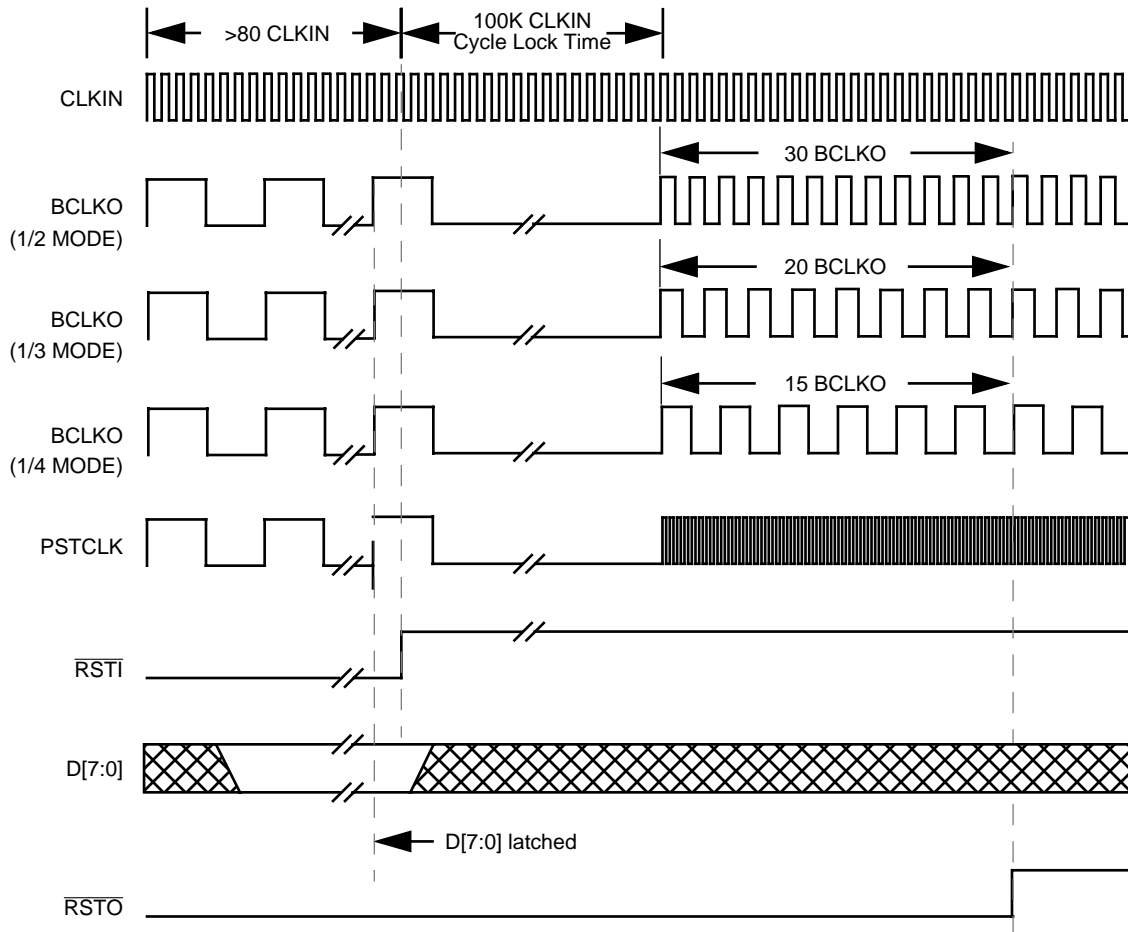 >80 CLKIN
100K CLKIN
Cycle Lock Time
CLKIN
30 BCLKO
BCLKO
(1/2 MODE)
20 BCLKO
BCLKO
(1/3 MODE)
15 BCLKO
BCLKO
(1/4 MODE)
PSTCLK
RSTI
D[7:0]
D[7:0] latched
RSTO